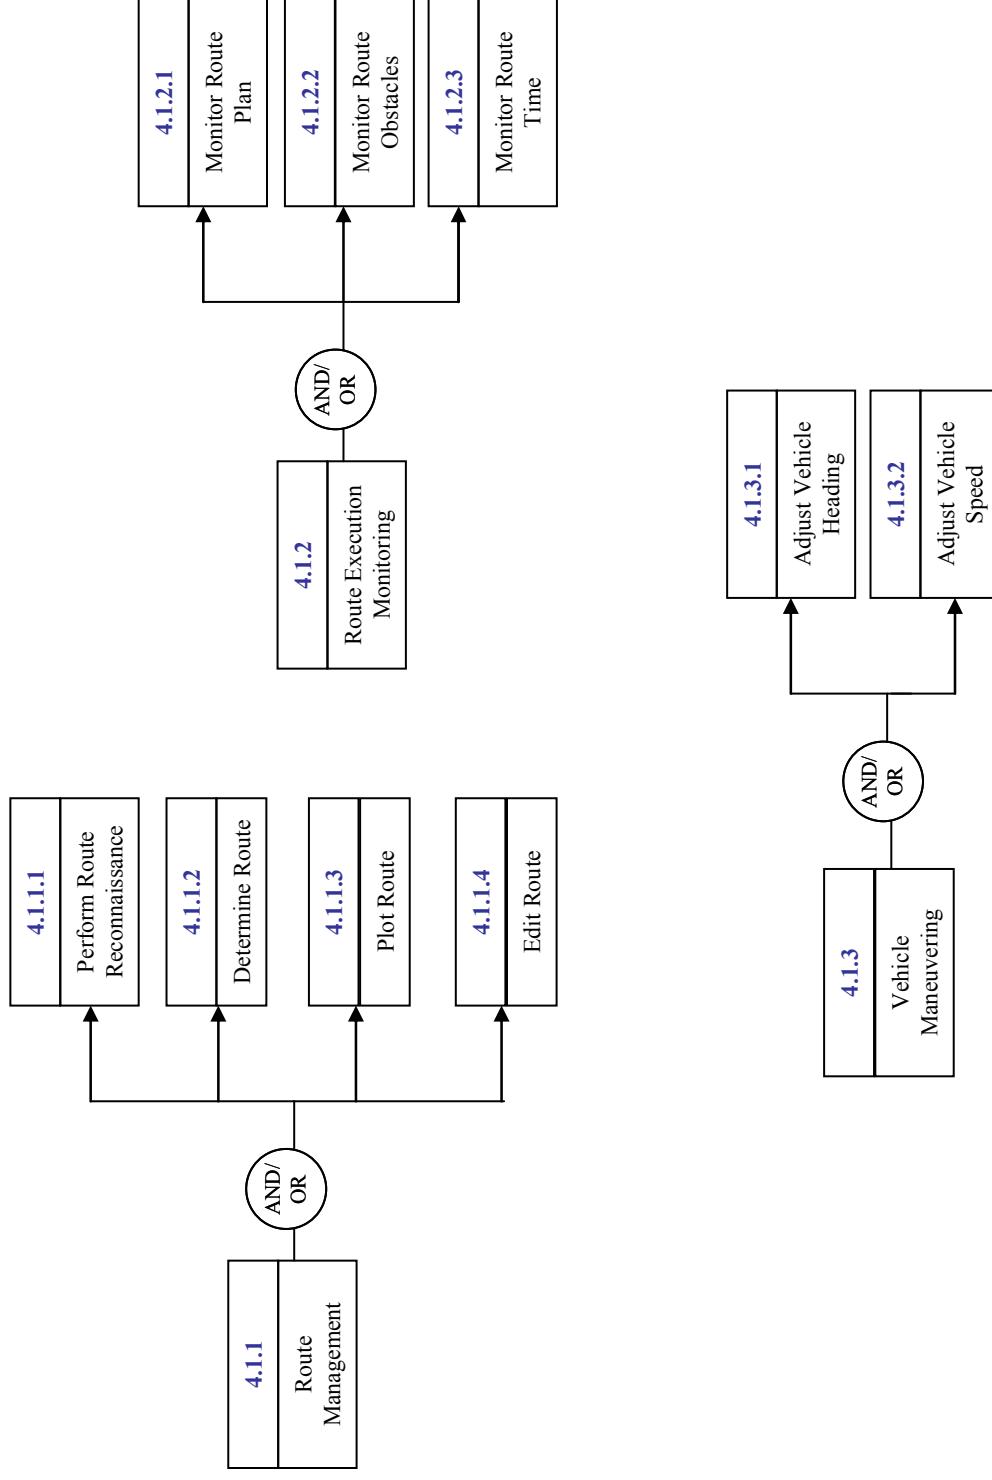 4.1.1
Route
Management
AND/
OR
4.1.1.1
Perform Route
Reconnaissance
4.1.1.2
Determine Route
4.1.1.3
Plot Route
4.1.1.4
Edit Route
4.1.2
Route Execution
Monitoring
AND/
OR
4.1.2.1
Monitor Route
Plan
4.1.2.2
Monitor Route
Obstacles
4.1.2.3
Monitor Route
Time
4.1.3
Vehicle
Maneuvering
AND/
OR
4.1.3.1
Adjust Vehicle
Heading
4.1.3.2
Adjust Vehicle
Speed